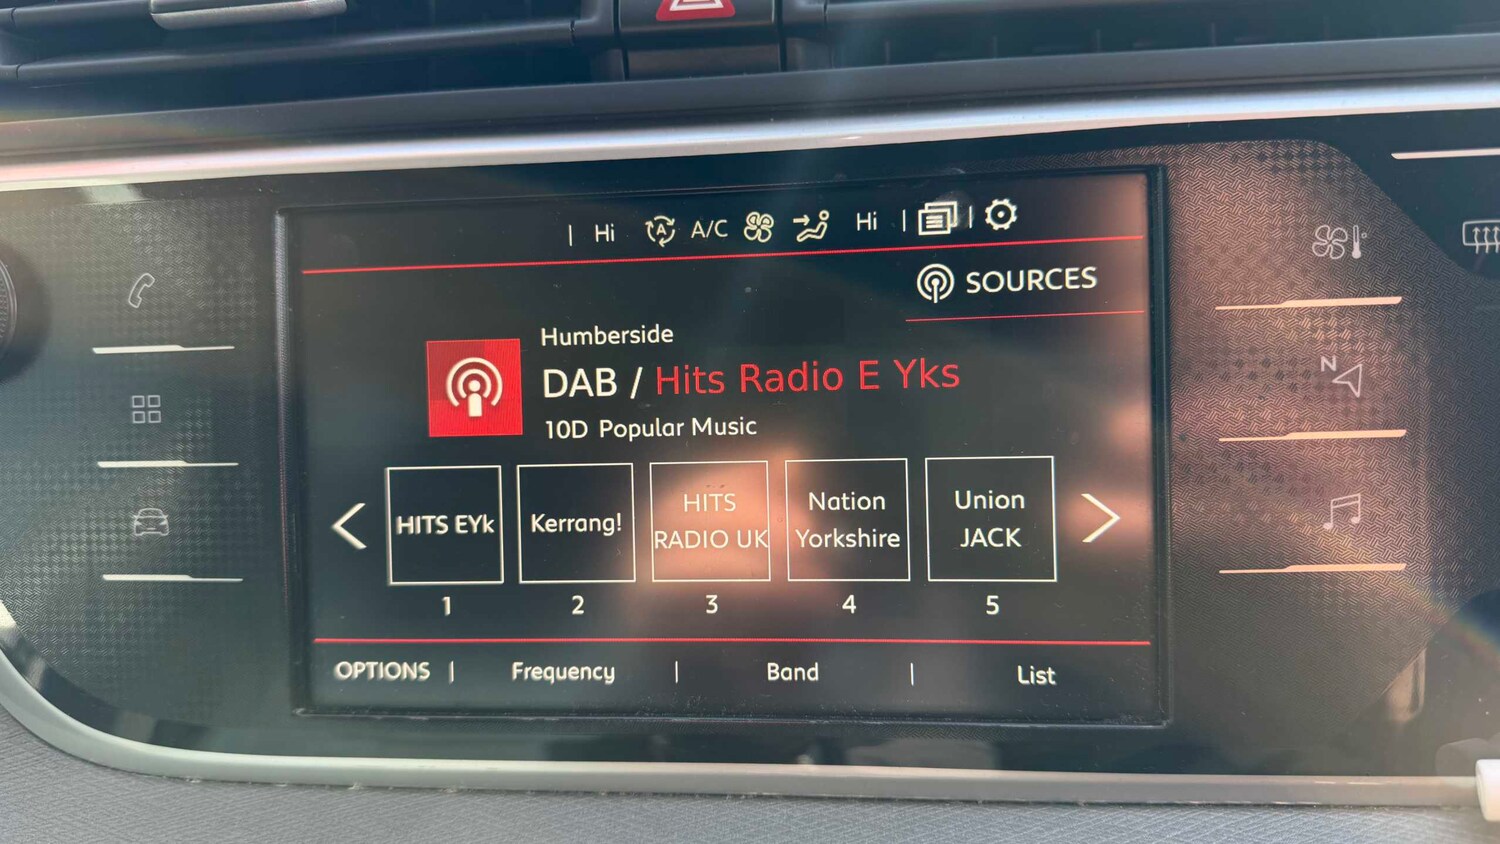 Hi A A/C Hi
SOURCES
Humberside
DAB / Hits Radio E Yks
10D Popular Music
HITS EYk
Kerrang!
HITS
RADIO UK
Nation
Yorkshire
Union
JACK
1 2 3 4 5
OPTIONS | Frequency | Band | List
N